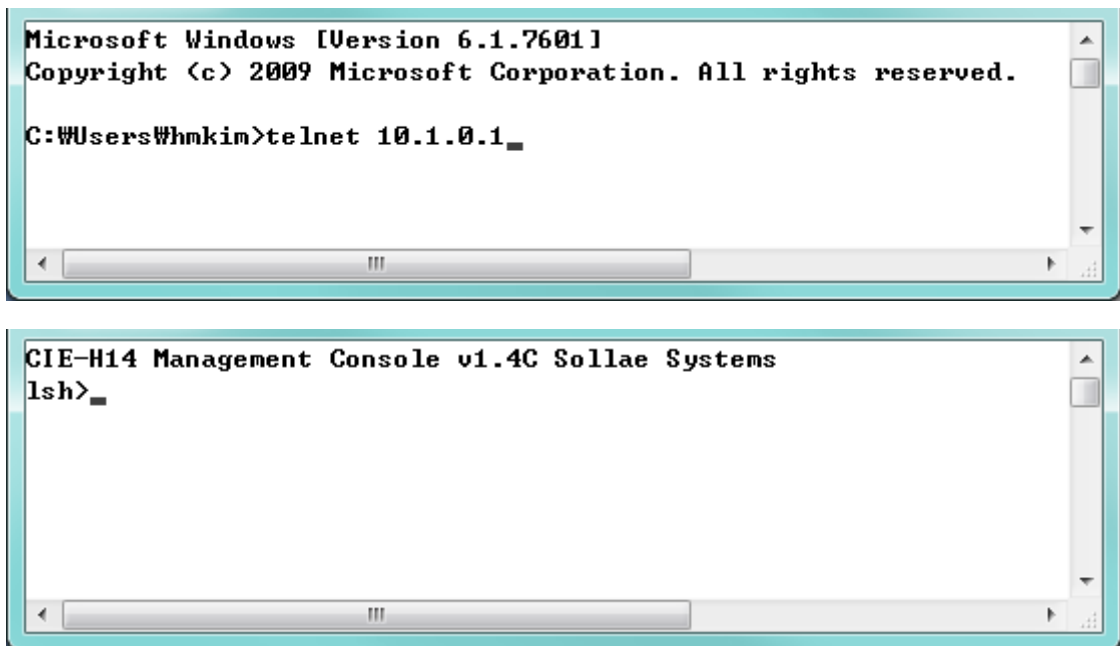 Microsoft Windows [Version 6.1.7601]
Copyright (c) 2009 Microsoft Corporation. All rights reserved.
C:₩Users₩hmkim>telnet 10.1.0.1_
CIE-H14 Management Console v1.4C Sollae Systems
lsh>_